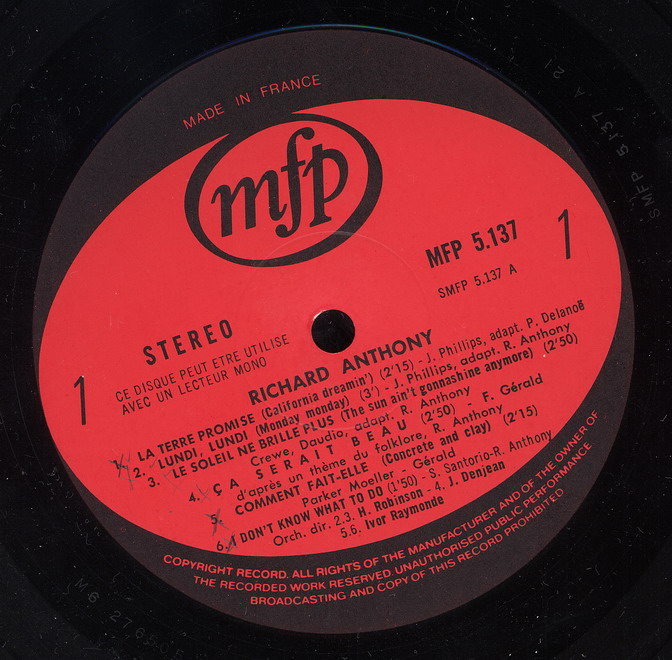 MADE IN FRANCE
mfp
MFP 5.137
SMFP 5.137 A
1
1
STEREO
CE DISQUE PEUT ETRE UTILISE
AVEC UN LECTEUR MONO
RICHARD ANTHONY
1. LA TERRE PROMISE (California dreamin') (2'15) - J. Phillips, adapt. P. Delanoë
2. LUNDI, LUNDI (Monday monday) (3') - J. Phillips, adapt. R. Anthony
3. LE SOLEIL NE BRILLE PLUS (The sun ain't gonnashine anymore) (2'50)
Crewe, Daudio, adapt. R. Anthony
4. ÇA SERAIT BEAU (2'50) - F. Gérald
d'après un thème du folklore, R. Anthony
5. COMMENT FAIT-ELLE (Concrete and clay) (2'15)
Parker Moeller - Gérald
6. I DON'T KNOW WHAT TO DO (1'50) - S. Santorio-R. Anthony
Orch. dir. 2.3. H. Robinson - 4. J. Denjean
5.6. Ivor Raymonde
COPYRIGHT RECORD. ALL RIGHTS OF THE MANUFACTURER AND OF THE OWNER OF
THE RECORDED WORK RESERVED. UNAUTHORISED PUBLIC PERFORMANCE
BROADCASTING AND COPY OF THIS RECORD PROHIBITED
SMFP 5.137 A 21